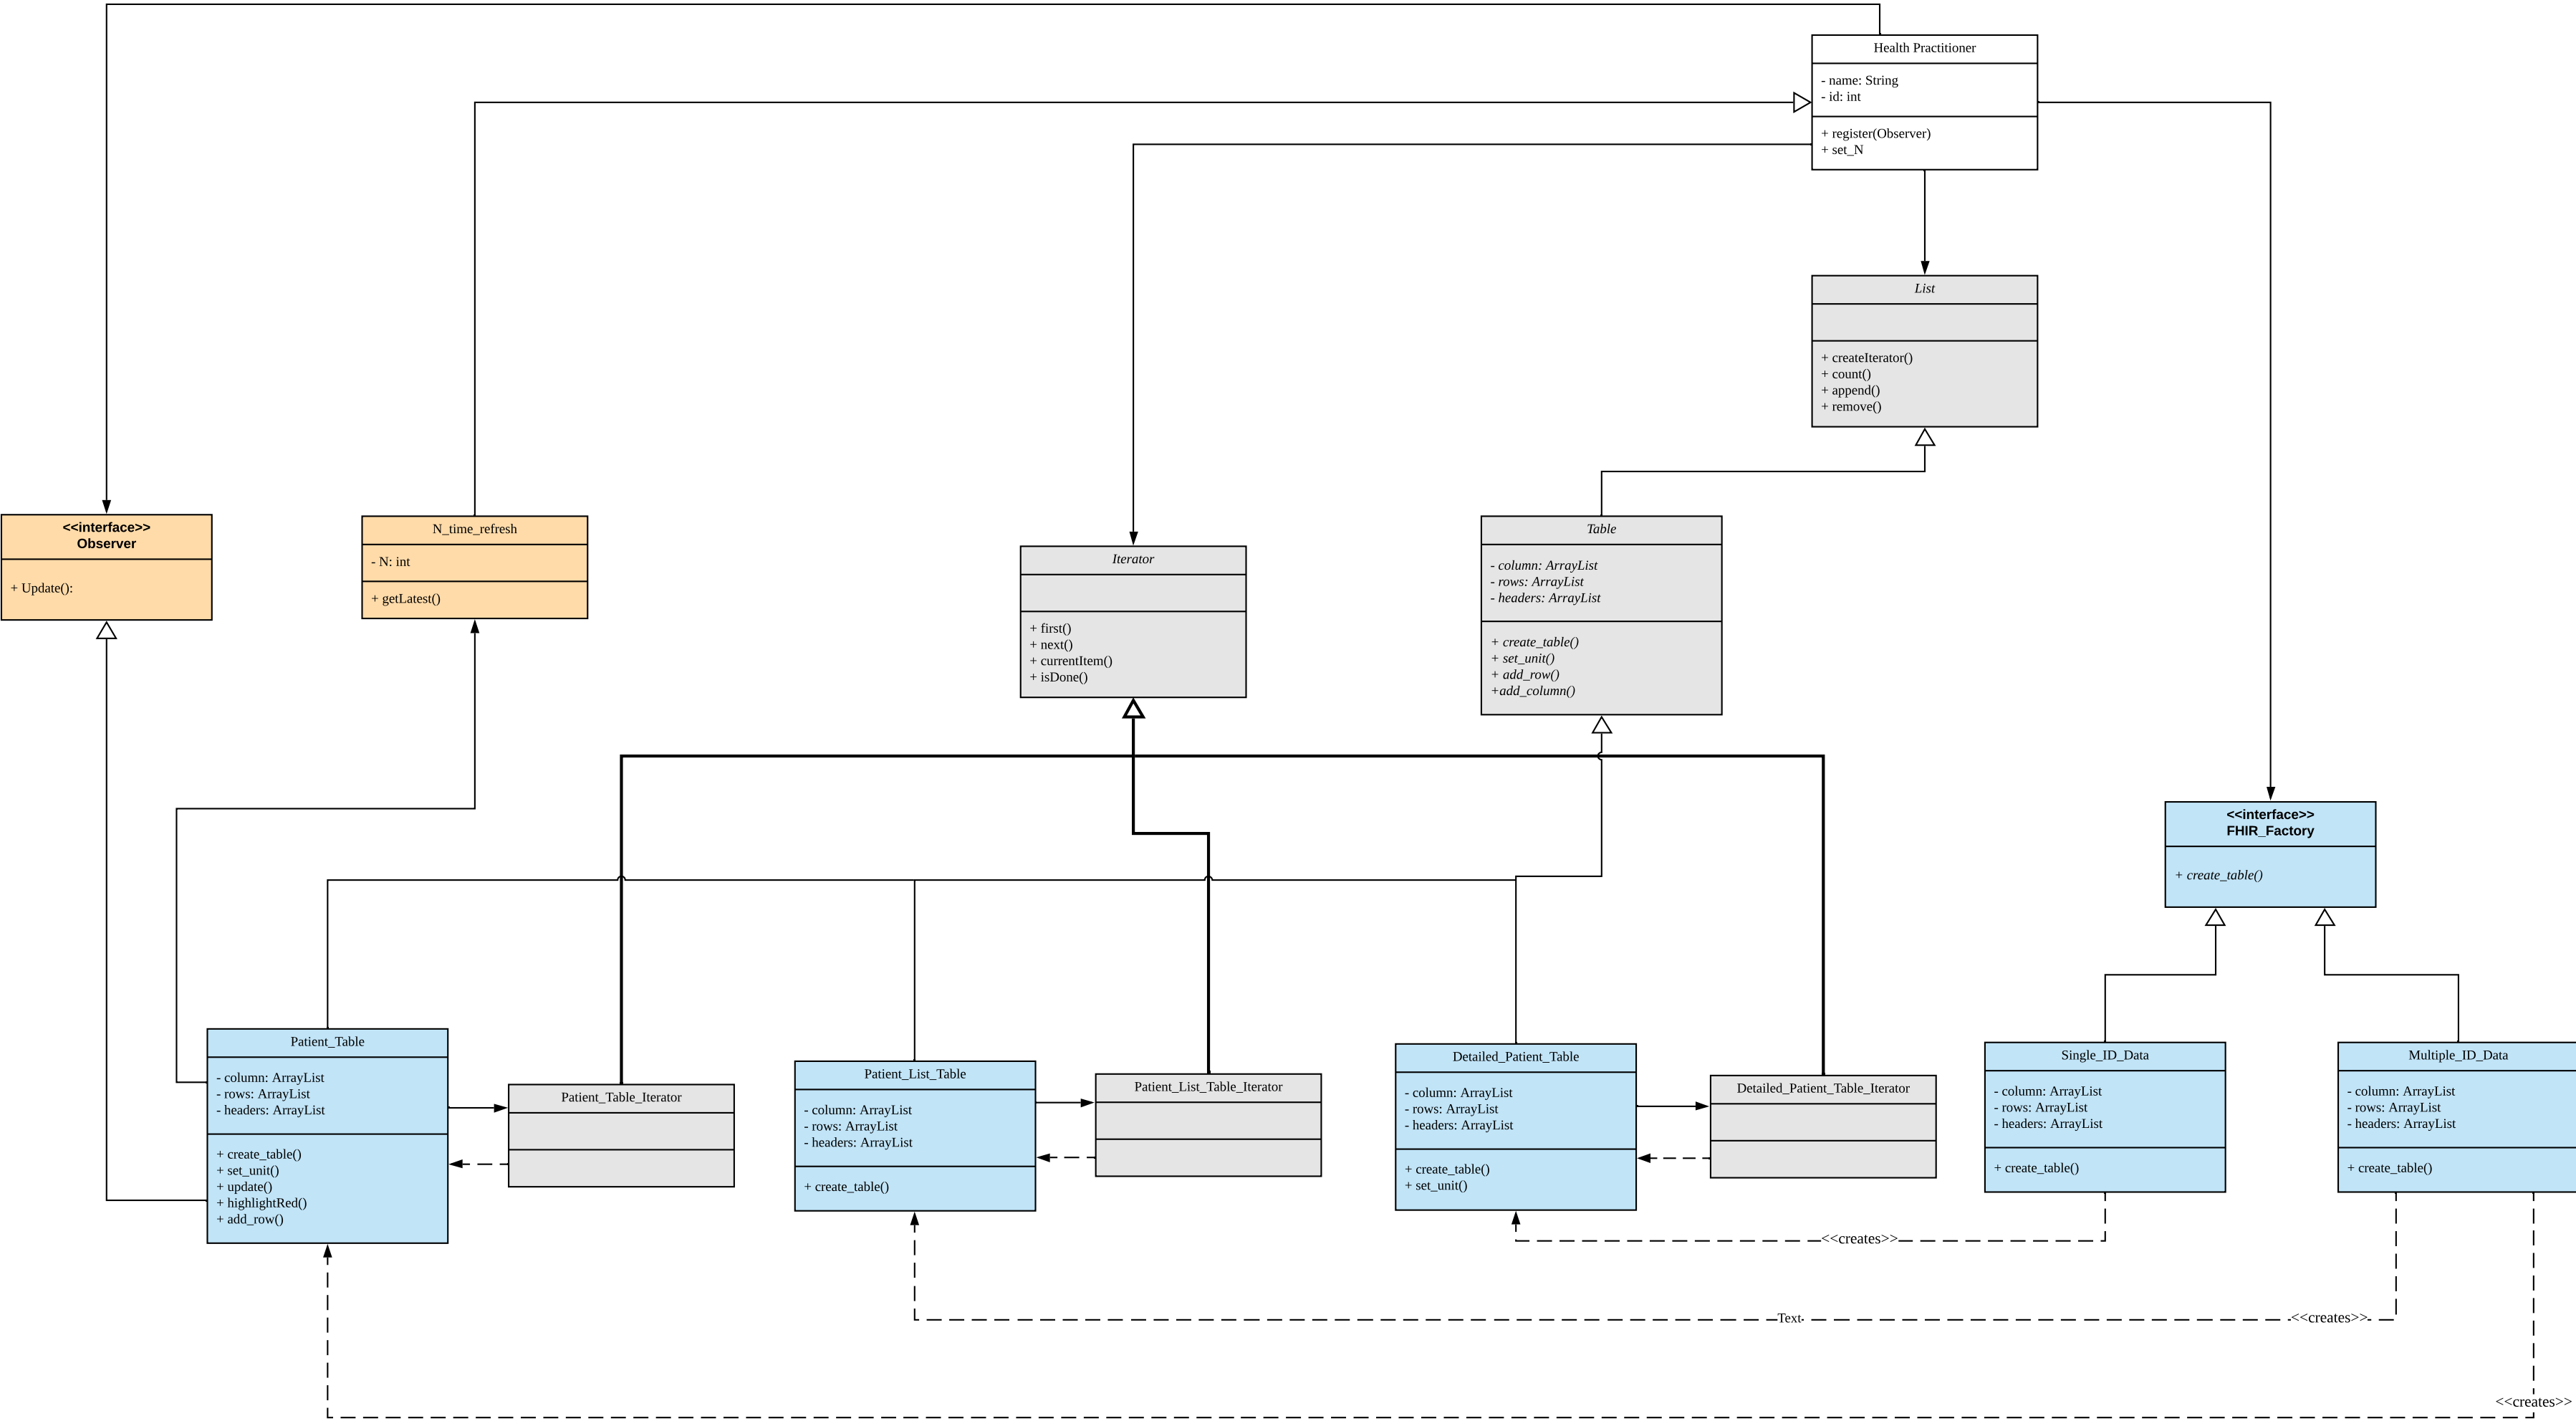 Health Practitioner
- name: String
- id: int
+ register(Observer)
+ set_N
List
+ createIterator()
+ count()
+ append()
+ remove()
<<interface>>
Observer
+ Update():
N_time_refresh
- N: int
+ getLatest()
Iterator
+ first()
+ next()
+ currentItem()
+ isDone()
Table
- column: ArrayList
- rows: ArrayList
- headers: ArrayList
+ create_table()
+ set_unit()
+ add_row()
+add_column()
<<interface>>
FHIR_Factory
+ create_table()
Patient_Table
- column: ArrayList
- rows: ArrayList
- headers: ArrayList
+ create_table()
+ set_unit()
+ update()
+ highlightRed()
+ add_row()
Patient_Table_Iterator
Patient_List_Table
- column: ArrayList
- rows: ArrayList
- headers: ArrayList
+ create_table()
Patient_List_Table_Iterator
Detailed_Patient_Table
- column: ArrayList
- rows: ArrayList
- headers: ArrayList
+ create_table()
+ set_unit()
Detailed_Patient_Table_Iterator
Single_ID_Data
- column: ArrayList
- rows: ArrayList
- headers: ArrayList
+ create_table()
Multiple_ID_Data
- column: ArrayList
- rows: ArrayList
- headers: ArrayList
+ create_table()
<<creates>>
Text
<<creates>>
<<creates>>